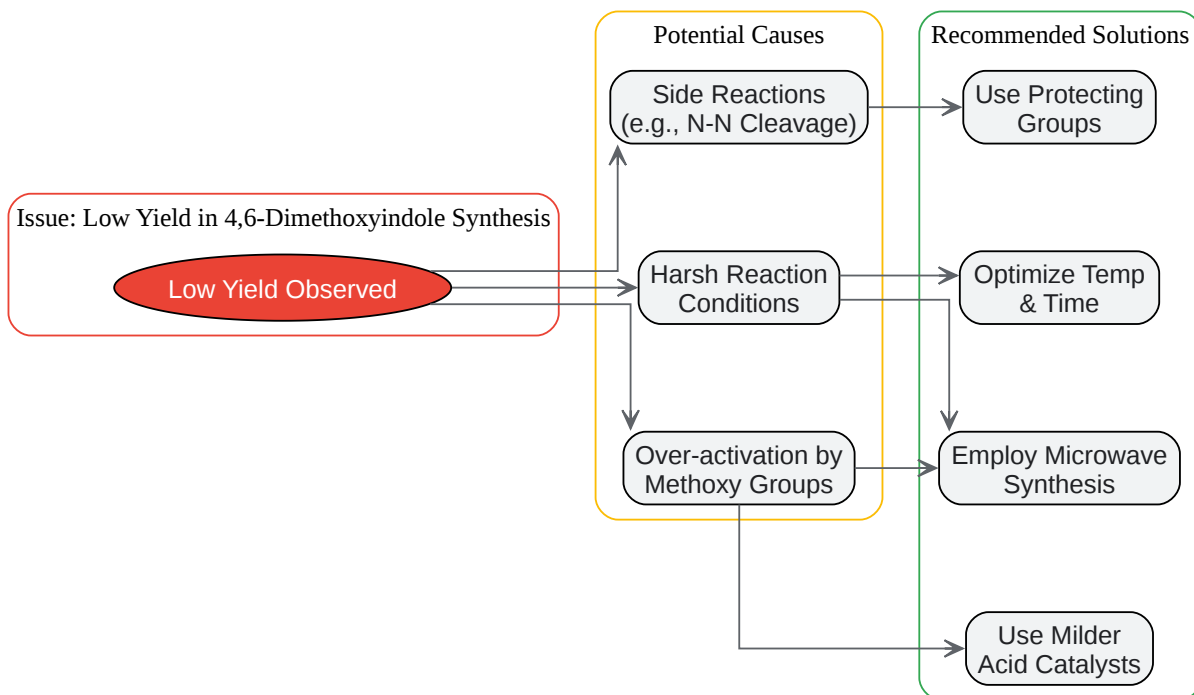 Potential Causes
Recommended Solutions
Side Reactions
(e.g., N-N Cleavage)
Use Protecting
Groups
Issue: Low Yield in 4,6-Dimethoxyindole Synthesis
Low Yield Observed
Harsh Reaction
Conditions
Optimize Temp
& Time
Over-activation by
Methoxy Groups
Employ Microwave
Synthesis
Use Milder
Acid Catalysts